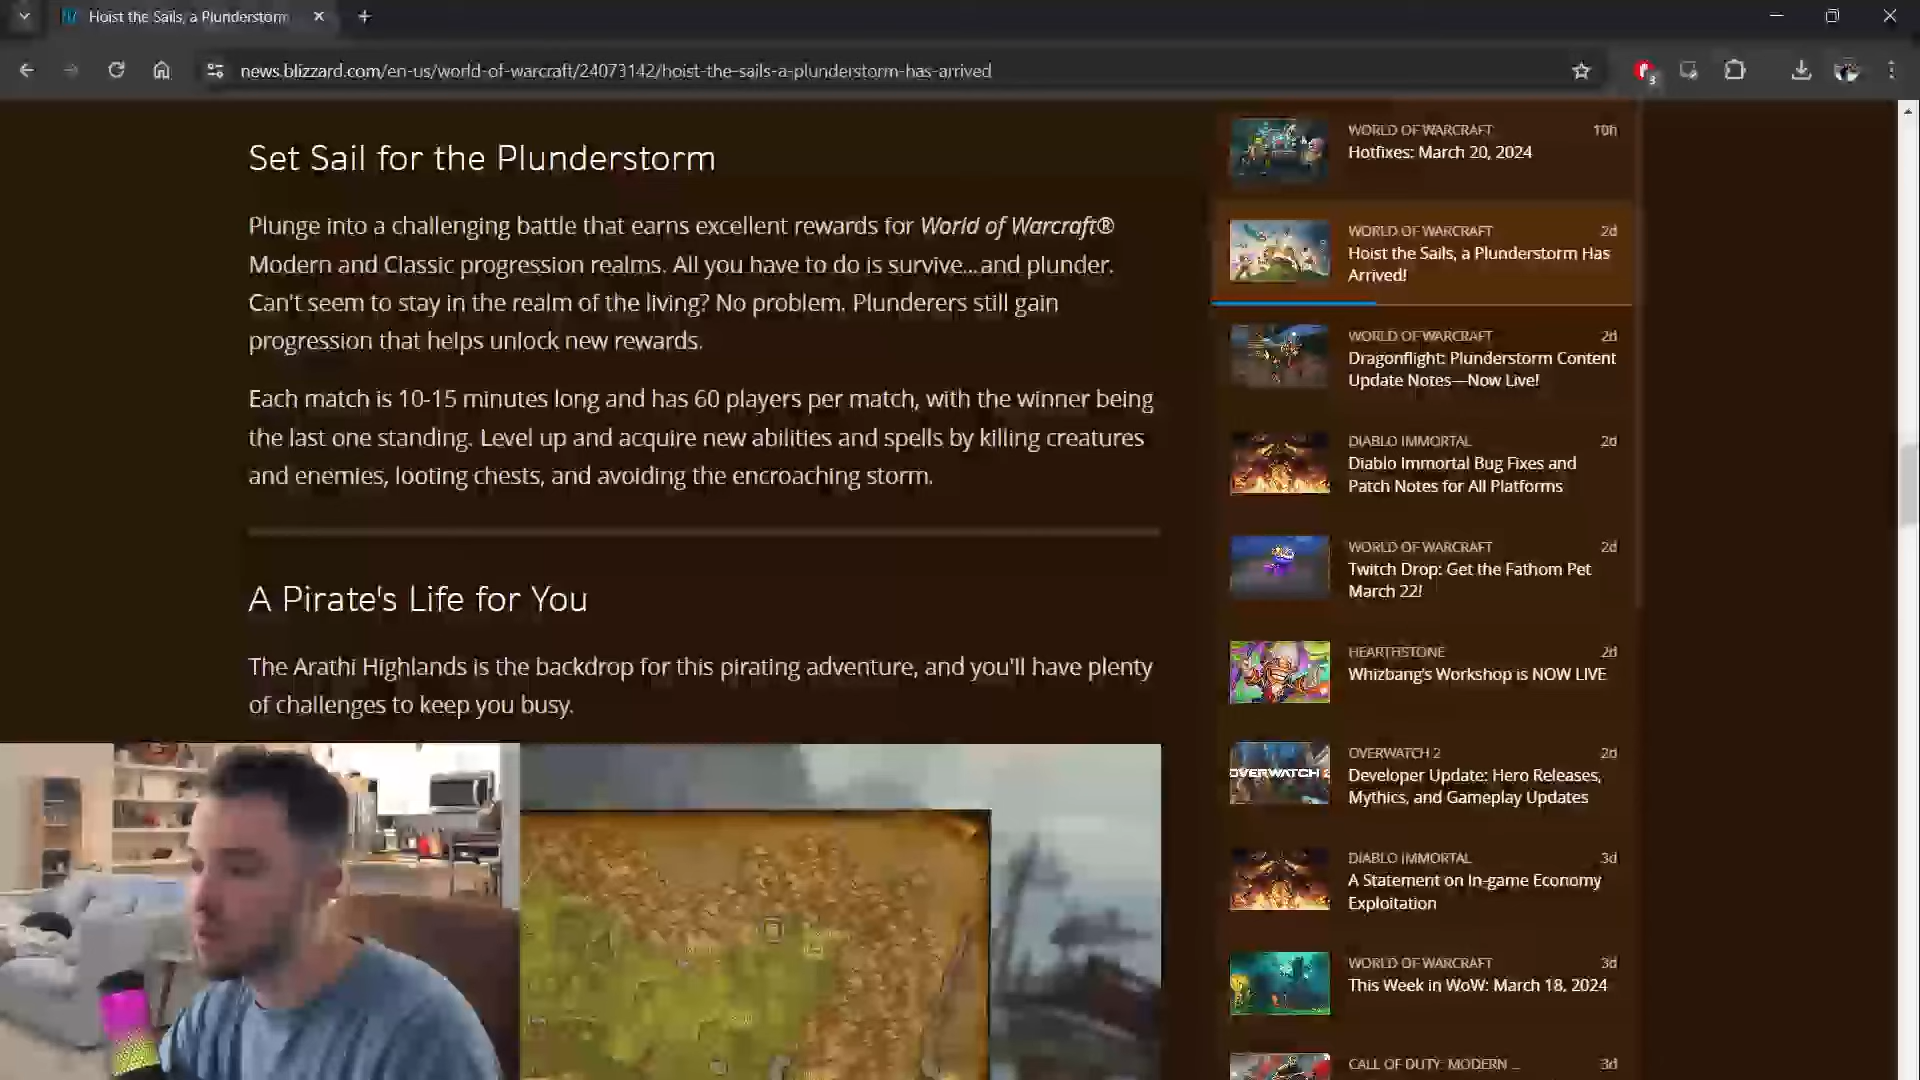 Hoist the Sails, a Plunderstorm
news.blizzard.com/en-us/world-of-warcraft/24073142/hoist-the-sails-a-plunderstorm-has-arrived
3
Set Sail for the Plunderstorm
Plunge into a challenging battle that earns excellent rewards for World of Warcraft®
Modern and Classic progression realms. All you have to do is survive...and plunder.
Can't seem to stay in the realm of the living? No problem. Plunderers still gain
progression that helps unlock new rewards.
Each match is 10-15 minutes long and has 60 players per match, with the winner being
the last one standing. Level up and acquire new abilities and spells by killing creatures
and enemies, looting chests, and avoiding the encroaching storm.
A Pirate's Life for You
The Arathi Highlands is the backdrop for this pirating adventure, and you'll have plenty
of challenges to keep you busy.
WORLD OF WARCRAFT 10h
Hotfixes: March 20, 2024
WORLD OF WARCRAFT 2d
Hoist the Sails, a Plunderstorm Has
Arrived!
WORLD OF WARCRAFT 2d
Dragonflight: Plunderstorm Content
Update Notes—Now Live!
DIABLO IMMORTAL 2d
Diablo Immortal Bug Fixes and
Patch Notes for All Platforms
WORLD OF WARCRAFT 2d
Twitch Drop: Get the Fathom Pet
March 22!
HEARTHSTONE 2d
Whizbang's Workshop is NOW LIVE
OVERWATCH 2 2d
OVERWATCH 2
Developer Update: Hero Releases,
Mythics, and Gameplay Updates
DIABLO IMMORTAL 3d
A Statement on In-game Economy
Exploitation
WORLD OF WARCRAFT 3d
This Week in WoW: March 18, 2024
CALL OF DUTY: MODERN ... 3d